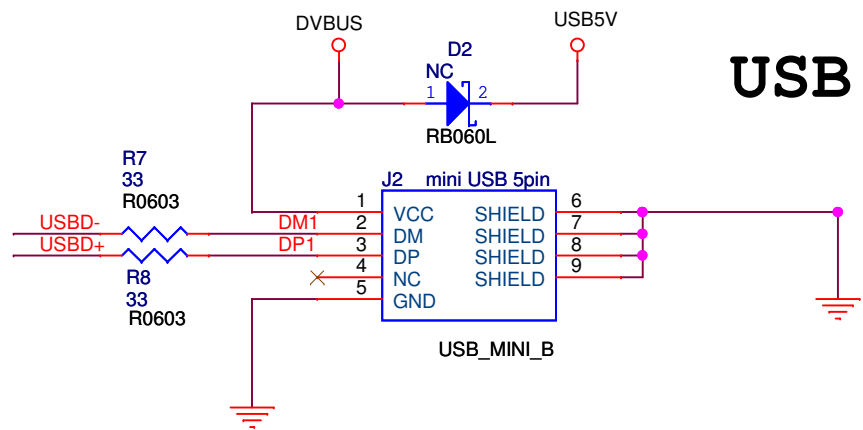 DVBUS
USB5V
D2
NC
1 2
RB060L
USB
R7
33
R0603
J2 mini USB 5pin
1 VCC SHIELD 6
USBD- DM1 2 DM SHIELD 7
USBD+ DP1 3 DP SHIELD 8
4 NC SHIELD 9
5 GND
R8
33
R0603
USB_MINI_B